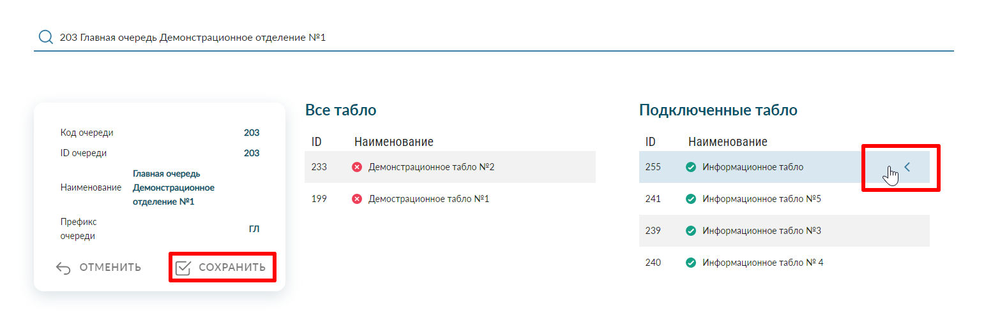 203 Главная очередь Демонстрационное отделение №1
Код очереди 203
ID очереди 203
Наименование Главная очередь
Демонстрационное
отделение №1
Префикс
очереди ГЛ
ОТМЕНИТЬ СОХРАНИТЬ
Все табло
ID Наименование
233 Демонстрационное табло №2
199 Демострационное табло №1
Подключенные табло
ID Наименование
255 Информационное табло
241 Информационное табло №5
239 Информационное табло №3
240 Информационное табло № 4